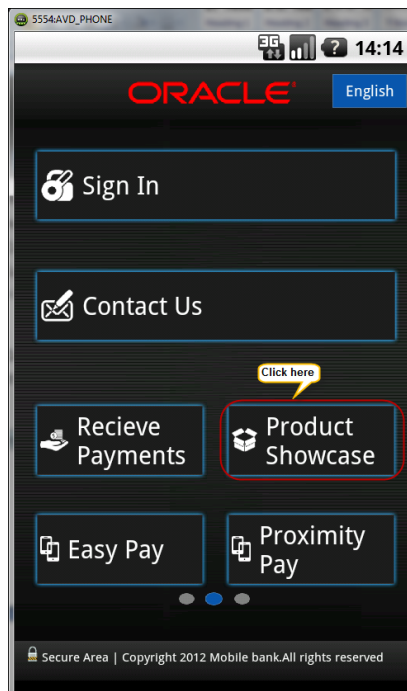 5554:AVD_PHONE
3G 14:14
ORACLE
English
Sign In
Contact Us
Click here
Recieve
Payments
Product
Showcase
Easy Pay
Proximity
Pay
Secure Area | Copyright 2012 Mobile bank.All rights reserved